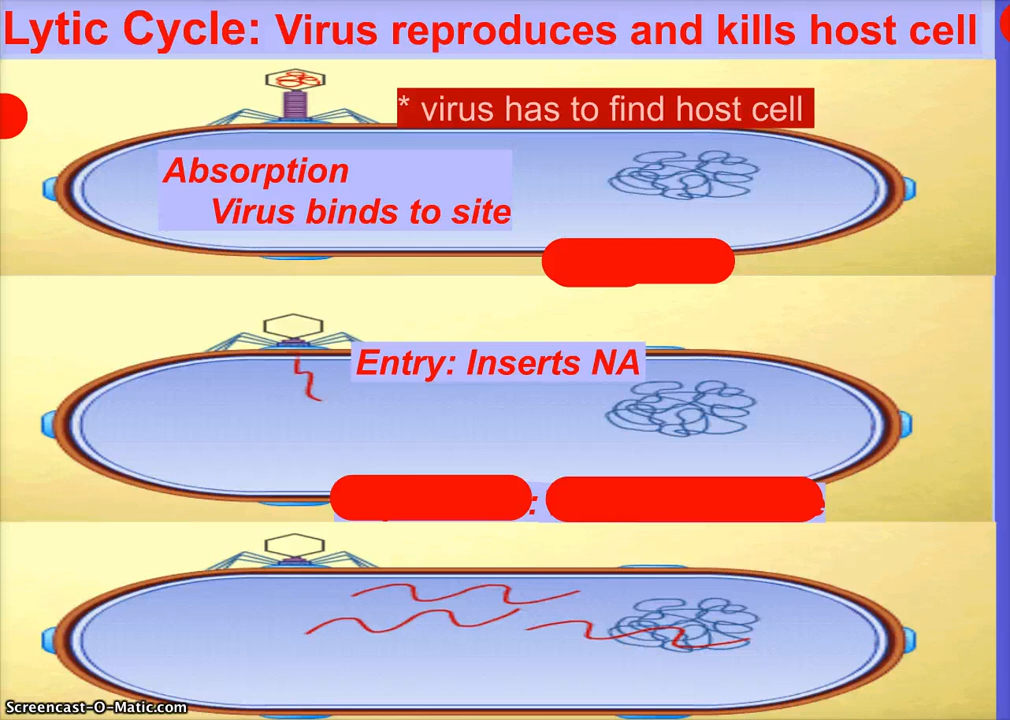 Lytic Cycle: Virus reproduces and kills host cell
* virus has to find host cell
Absorption
Virus binds to site
Entry: Inserts NA
:
Screencast-O-Matic.com